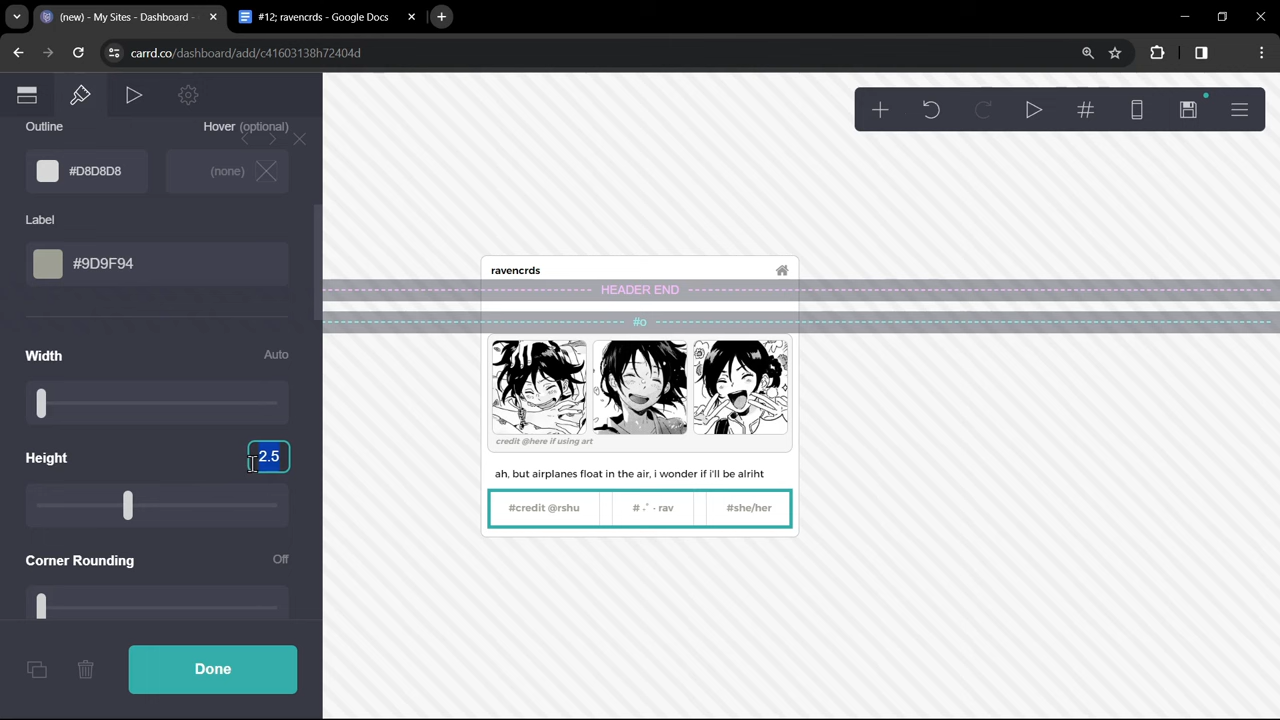 (new) - My Sites - Dashboard -
#12; ravencrds - Google Docs
carrd.co/dashboard/add/c41603138h72404d
Outline
Hover (optional)
#D8D8D8
(none)
Label
#9D9F94
Width
Auto
Height
2.5
Corner Rounding
Off
Done
ravencrds
HEADER END
#o
credit @here if using art
ah, but airplanes float in the air, i wonder if i'll be alriht
#credit @rshu
# ˖˚ - rav
#she/her